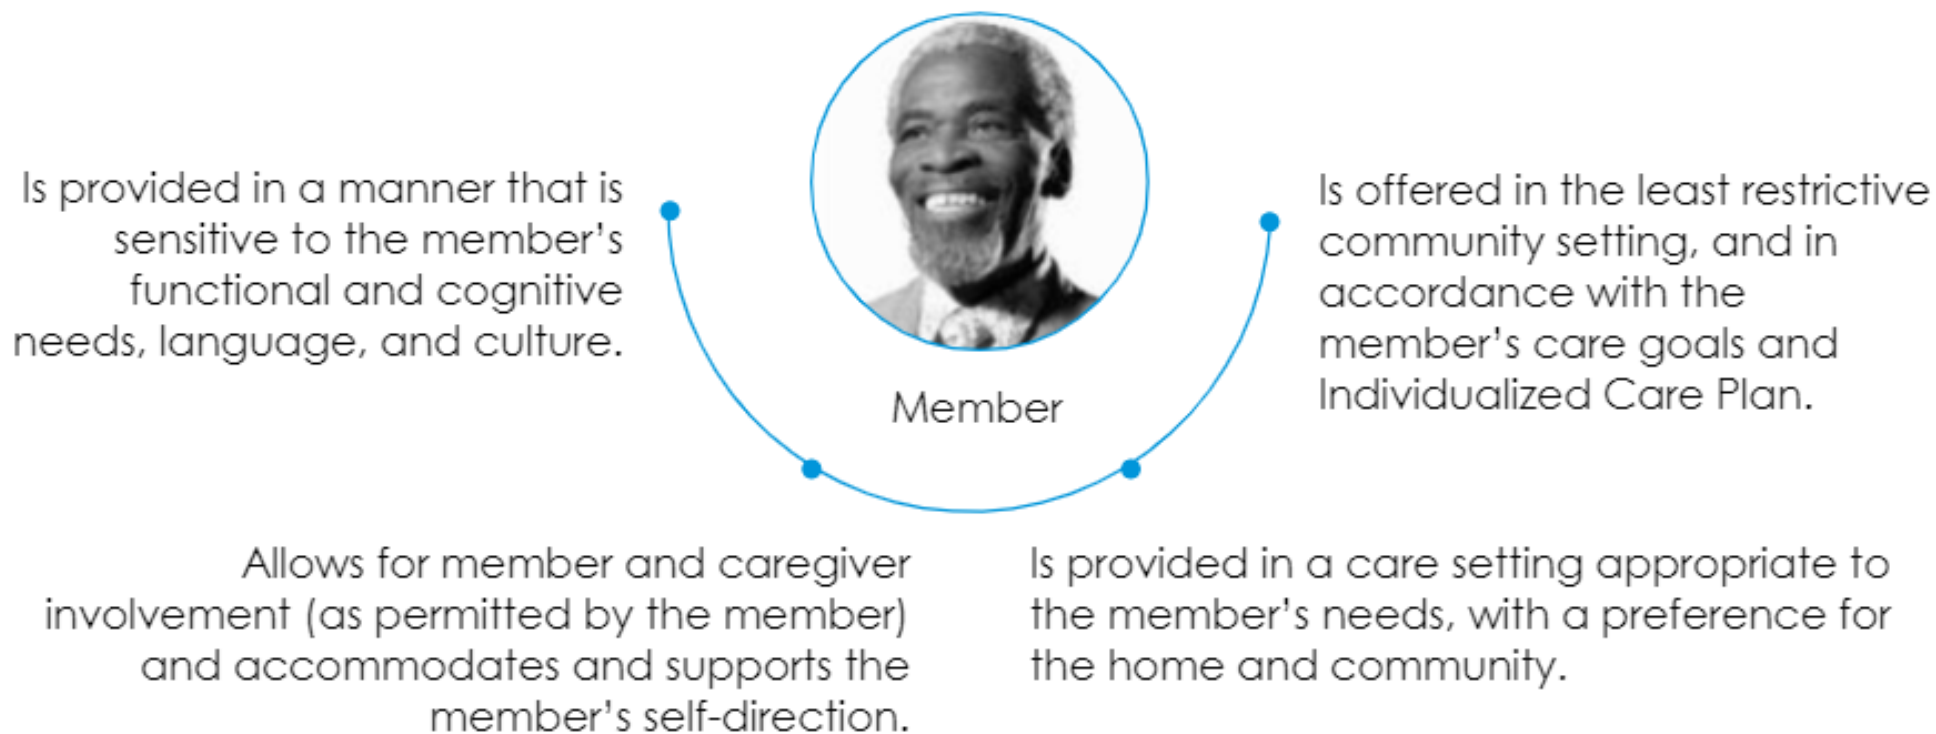 Is provided in a manner that is
sensitive to the member's
functional and cognitive
needs, language, and culture.
Member
Is offered in the least restrictive
community setting, and in
accordance with the
member's care goals and
Individualized Care Plan.
Allows for member and caregiver
involvement (as permitted by the member)
and accommodates and supports the
member's self-direction.
Is provided in a care setting appropriate to
the member's needs, with a preference for
the home and community.